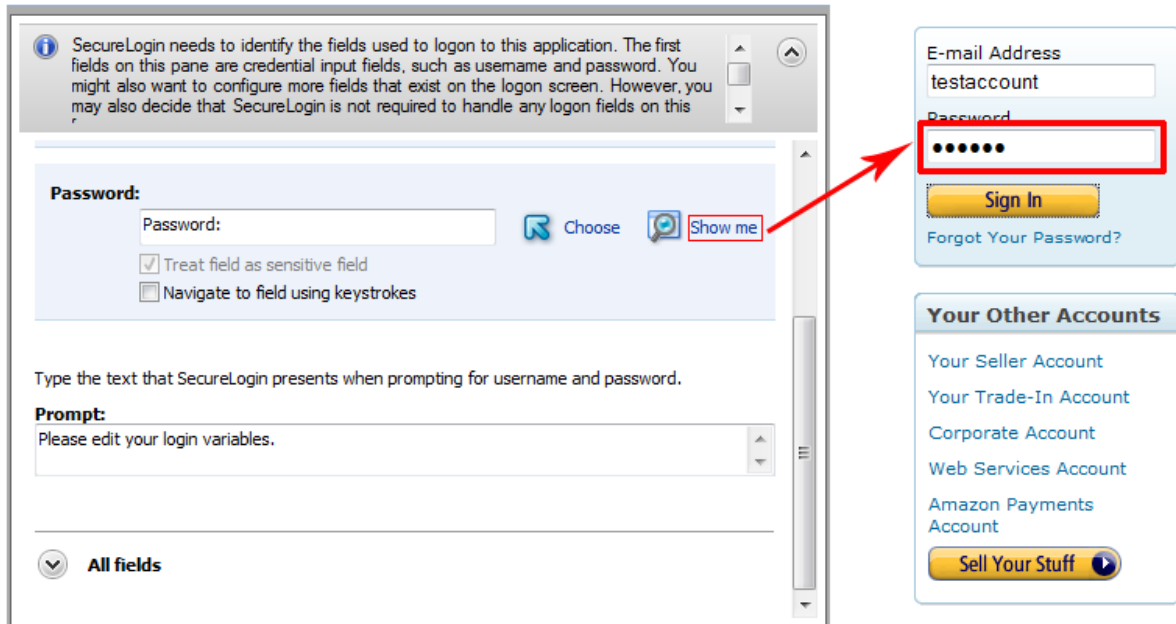 SecureLogin needs to identify the fields used to logon to this application. The first
fields on this pane are credential input fields, such as username and password. You
might also want to configure more fields that exist on the logon screen. However, you
may also decide that SecureLogin is not required to handle any logon fields on this
Password:
Password:
Choose
Show me
Treat field as sensitive field
Navigate to field using keystrokes
Type the text that SecureLogin presents when prompting for username and password.
Prompt:
Please edit your login variables.
All fields
E-mail Address
testaccount
Password
••••••
Sign In
Forgot Your Password?
Your Other Accounts
Your Seller Account
Your Trade-In Account
Corporate Account
Web Services Account
Amazon Payments
Account
Sell Your Stuff